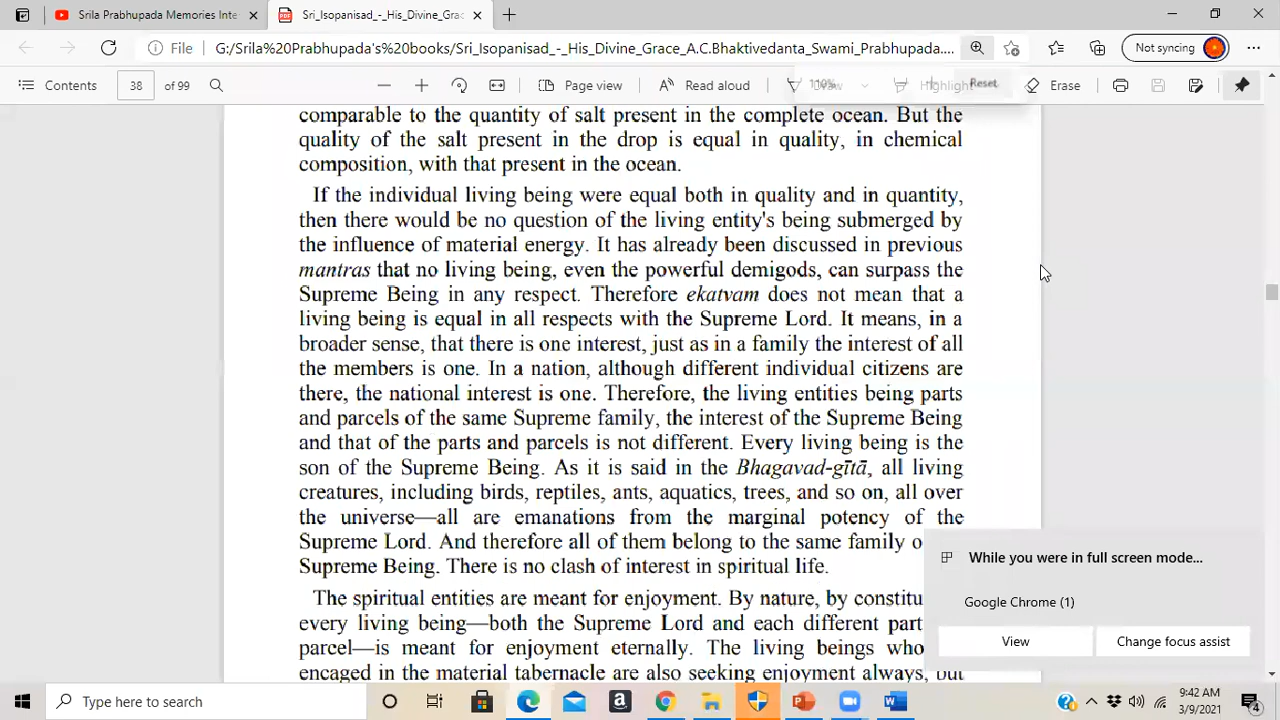 Srila Prabhupada Memories Inte
Sri_Isopanisad_-_His_Divine_Grac
File
G:/Srila%20Prabhupada's%20books/Sri_Isopanisad_-_His_Divine_Grace_A.C.Bhaktivedanta_Swami_Prabhupada....
Not syncing
Contents
38
of 99
Page view
Read aloud
110%
Draw
Highlight
Reset
Erase
comparable to the quantity of salt present in the complete ocean. But the
quality of the salt present in the drop is equal in quality, in chemical
composition, with that present in the ocean.
If the individual living being were equal both in quality and in quantity,
then there would be no question of the living entity's being submerged by
the influence of material energy. It has already been discussed in previous
mantras that no living being, even the powerful demigods, can surpass the
Supreme Being in any respect. Therefore ekatvam does not mean that a
living being is equal in all respects with the Supreme Lord. It means, in a
broader sense, that there is one interest, just as in a family the interest of all
the members is one. In a nation, although different individual citizens are
there, the national interest is one. Therefore, the living entities being parts
and parcels of the same Supreme family, the interest of the Supreme Being
and that of the parts and parcels is not different. Every living being is the
son of the Supreme Being. As it is said in the Bhagavad-gītā, all living
creatures, including birds, reptiles, ants, aquatics, trees, and so on, all over
the universe—all are emanations from the marginal potency of the
Supreme Lord. And therefore all of them belong to the same family o
Supreme Being. There is no clash of interest in spiritual life.
The spiritual entities are meant for enjoyment. By nature, by constitu
every living being—both the Supreme Lord and each different part
parcel—is meant for enjoyment eternally. The living beings who
engaged in the material tabernacle are also seeking enjoyment always, but
While you were in full screen mode...
Google Chrome (1)
View
Change focus assist
Type here to search
9:42 AM
3/9/2021
4